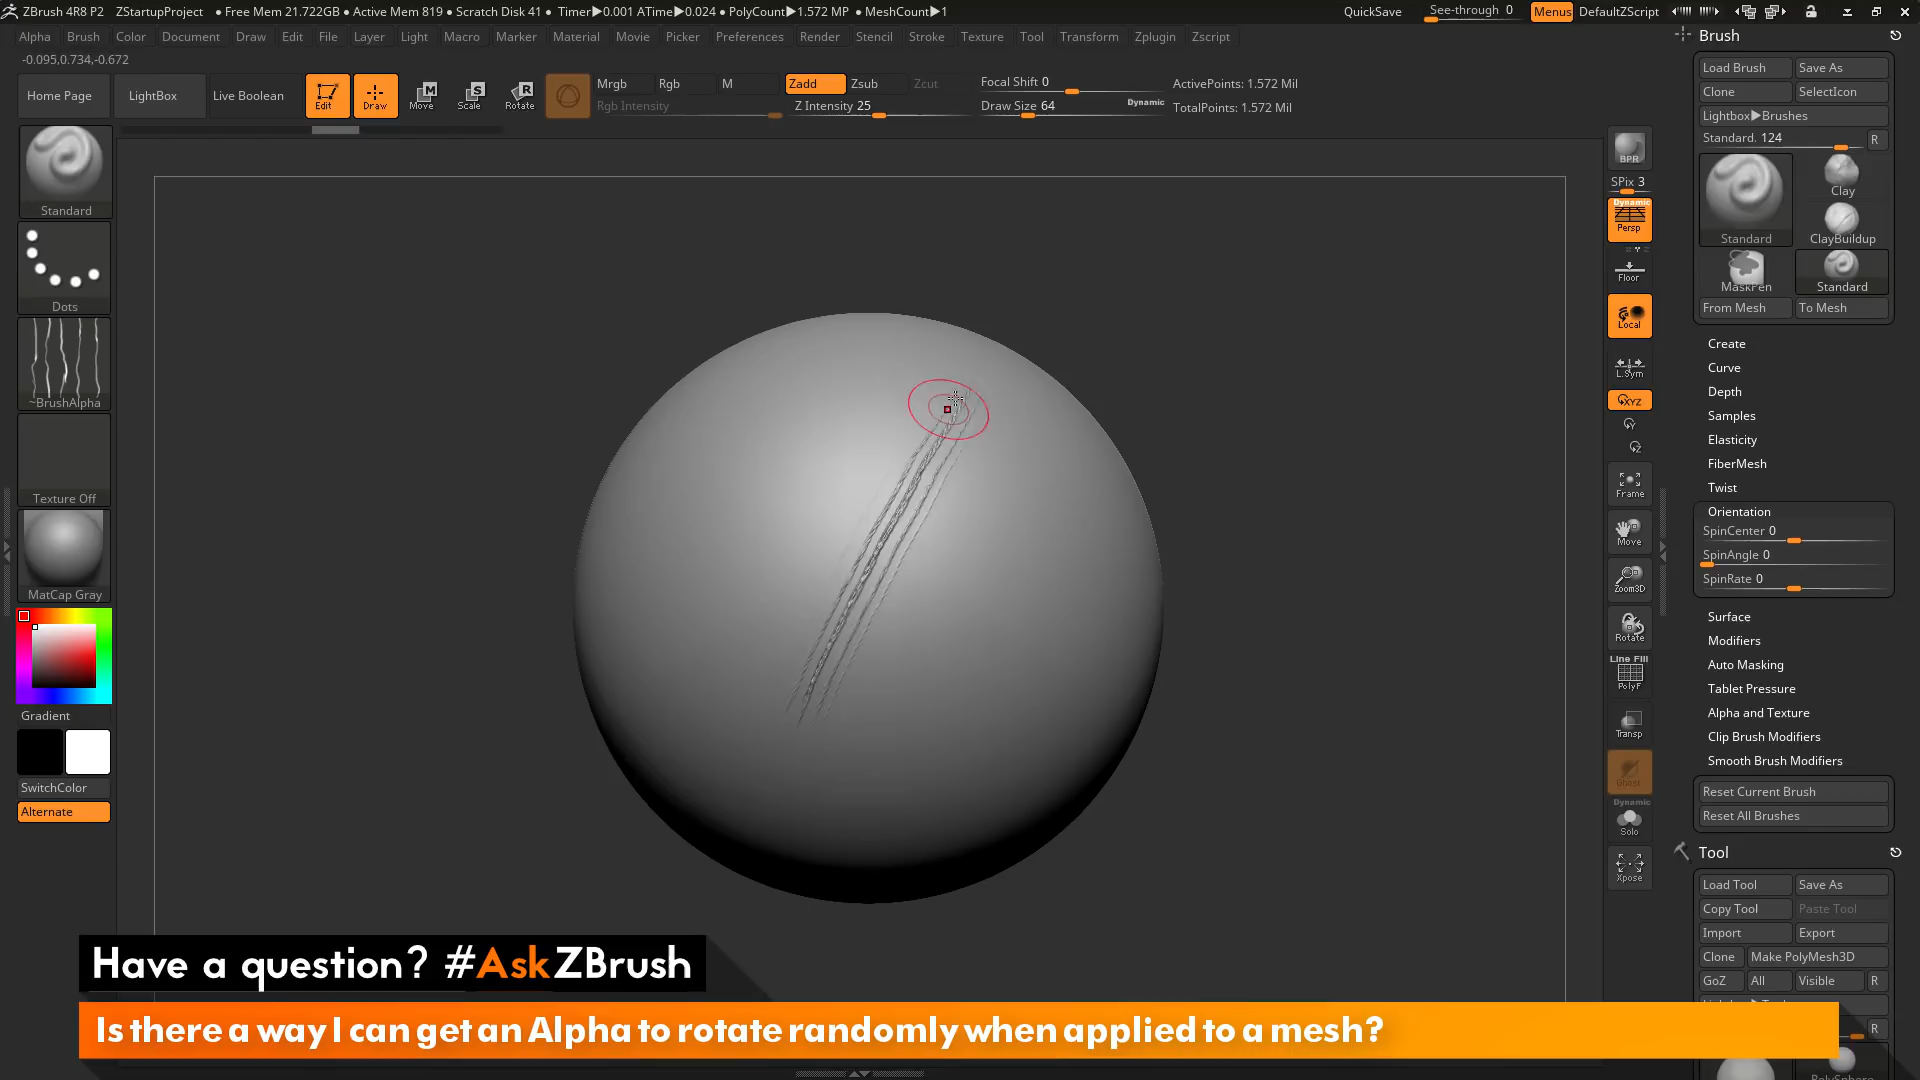 ZBrush 4R8 P2 ZStartupProject ● Free Mem 21.722GB ● Active Mem 819 ● Scratch Disk 41 ● Timer▶0.001 ATime▶0.024 ● PolyCount▶1.572 MP ● MeshCount▶1 QuickSave See-through 0 Menus DefaultZScript
Alpha Brush Color Document Draw Edit File Layer Light Macro Marker Material Movie Picker Preferences Render Stencil Stroke Texture Tool Transform Zplugin Zscript
-0.095,0.734,-0.672
Home Page LightBox Live Boolean Edit Draw Move Scale Rotate
Mrgb Rgb M Zadd Zsub Zcut Focal Shift 0 ActivePoints: 1.572 Mil
Rgb Intensity Z Intensity 25 Draw Size 64 Dynamic TotalPoints: 1.572 Mil
Standard
Dots
~BrushAlpha
Texture Off
MatCap Gray
Gradient
SwitchColor
Alternate
BPR
SPix 3
Dynamic
Persp
Floor
Local
L.Sym
XYZ
Frame
Move
Zoom3D
Rotate
Line Fill
PolyF
Transp
Ghost
Dynamic
Solo
Xpose
Brush
Load Brush Save As
Clone SelectIcon
Lightbox▶Brushes
Standard. 124 R
Clay
Standard ClayBuildup
MaskPen Standard
From Mesh To Mesh
Create
Curve
Depth
Samples
Elasticity
FiberMesh
Twist
Orientation
SpinCenter 0
SpinAngle 0
SpinRate 0
Surface
Modifiers
Auto Masking
Tablet Pressure
Alpha and Texture
Clip Brush Modifiers
Smooth Brush Modifiers
Reset Current Brush
Reset All Brushes
Tool
Load Tool Save As
Copy Tool Paste Tool
Import Export
Clone Make PolyMesh3D
GoZ All Visible R
R
Have a question? #AskZBrush
Is there a way I can get an Alpha to rotate randomly when applied to a mesh?